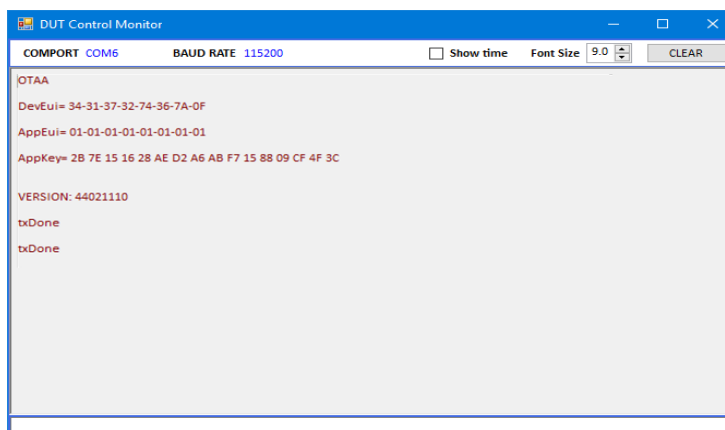 DUT Control Monitor
COMPORT COM6 BAUD RATE 115200 Show time Font Size 9.0 CLEAR
OTAA
DevEui= 34-31-37-32-74-36-7A-0F
AppEui= 01-01-01-01-01-01-01-01
AppKey= 2B 7E 15 16 28 AE D2 A6 AB F7 15 88 09 CF 4F 3C
VERSION: 44021110
txDone
txDone